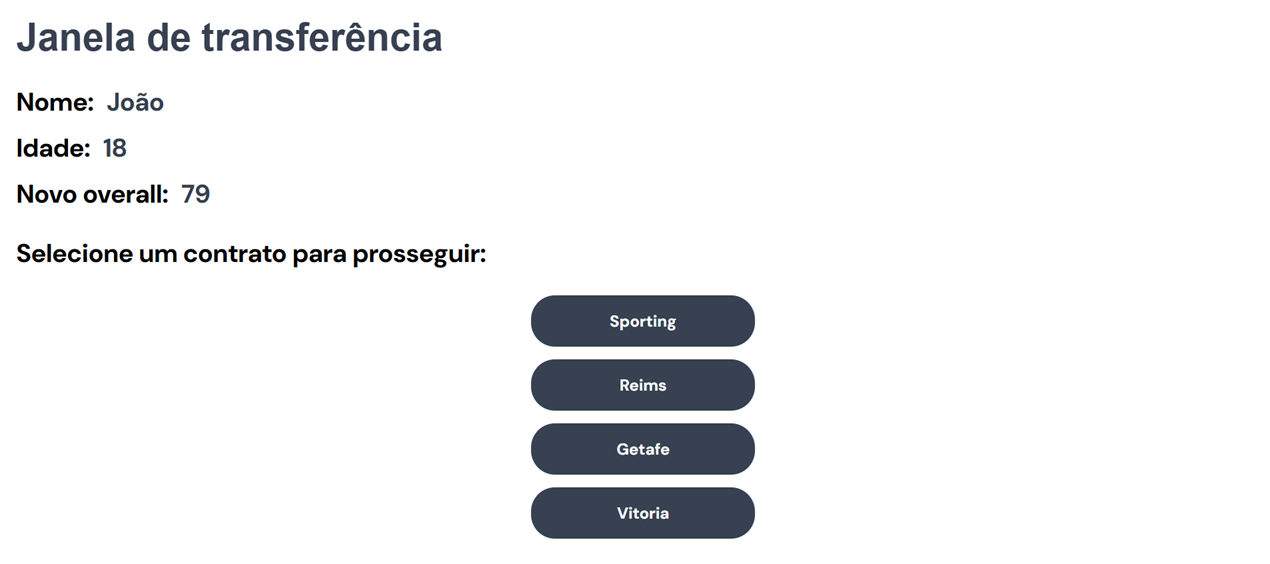 Janela de transferência
Nome: João
Idade: 18
Novo overall: 79
Selecione um contrato para prosseguir:
Sporting
Reims
Getafe
Vitoria